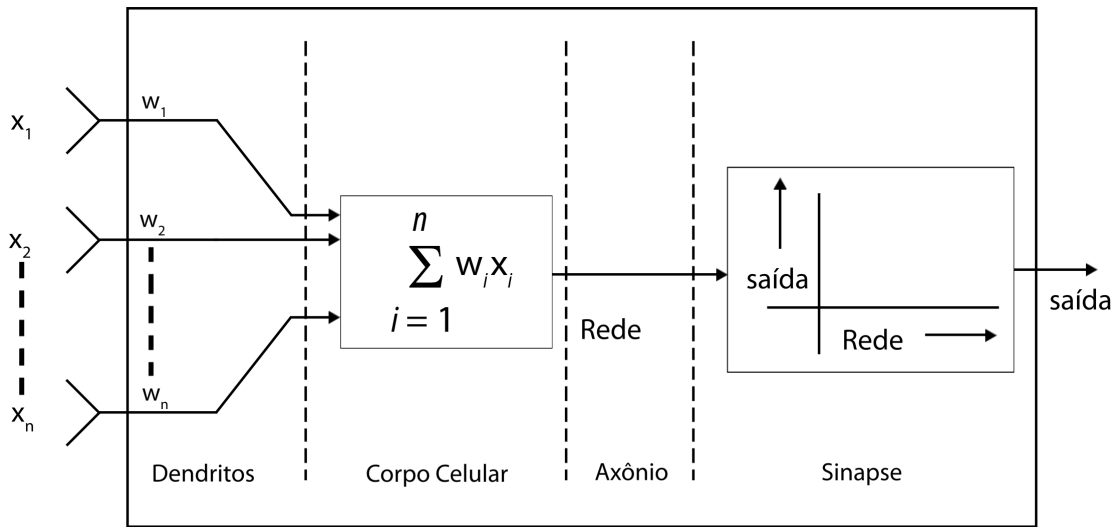 x1
w1
x2
w2
xn
wn
n
∑ wixi
i = 1
Rede
saída
Rede
saída
Dendritos
Corpo Celular
Axônio
Sinapse